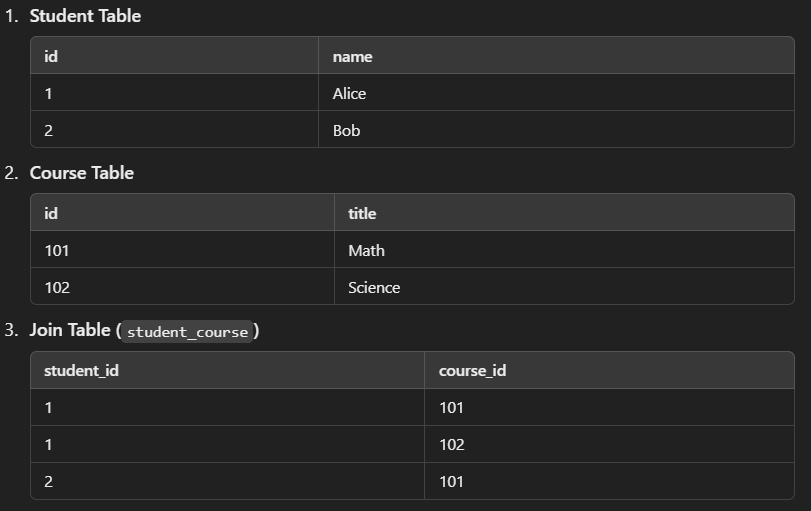 1. Student Table
id name
1 Alice
2 Bob
2. Course Table
id title
101 Math
102 Science
3. Join Table (student_course)
student_id course_id
1 101
1 102
2 101